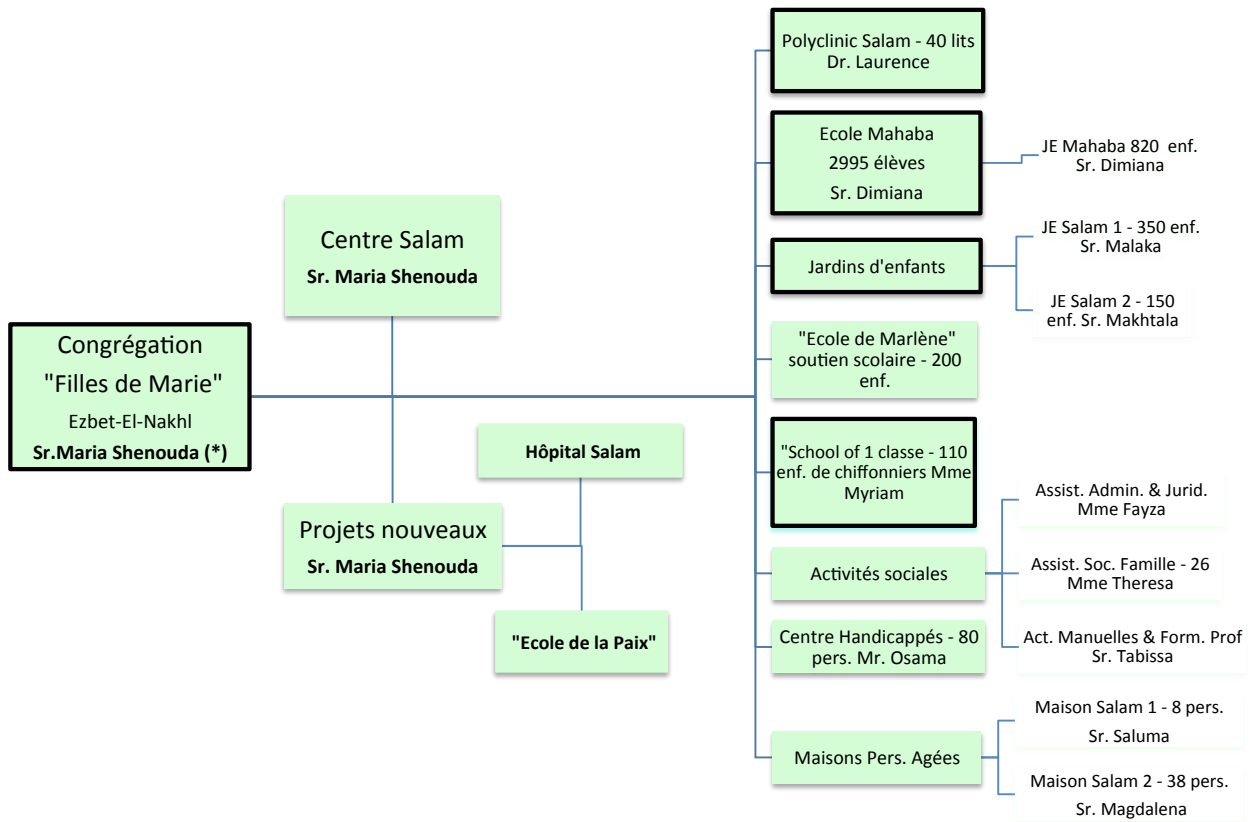 Congrégation
"Filles de Marie"
Ezbet-El-Nakhl
Sr.Maria Shenouda (*)
Centre Salam
Sr. Maria Shenouda
Projets nouveaux
Sr. Maria Shenouda
Hôpital Salam
"Ecole de la Paix"
Polyclinic Salam - 40 lits
Dr. Laurence
Ecole Mahaba
2995 élèves
Sr. Dimiana
JE Mahaba 820 enf.
Sr. Dimiana
Jardins d'enfants
JE Salam 1 - 350 enf.
Sr. Malaka
JE Salam 2 - 150
enf. Sr. Makhtala
"Ecole de Marlène"
soutien scolaire - 200
enf.
"School of 1 classe - 110
enf. de chiffonniers Mme
Myriam
Activités sociales
Assist. Admin. & Jurid.
Mme Fayza
Assist. Soc. Famille - 26
Mme Theresa
Act. Manuelles & Form. Prof
Sr. Tabissa
Centre Handicappés - 80
pers. Mr. Osama
Maisons Pers. Agées
Maison Salam 1 - 8 pers.
Sr. Saluma
Maison Salam 2 - 38 pers.
Sr. Magdalena